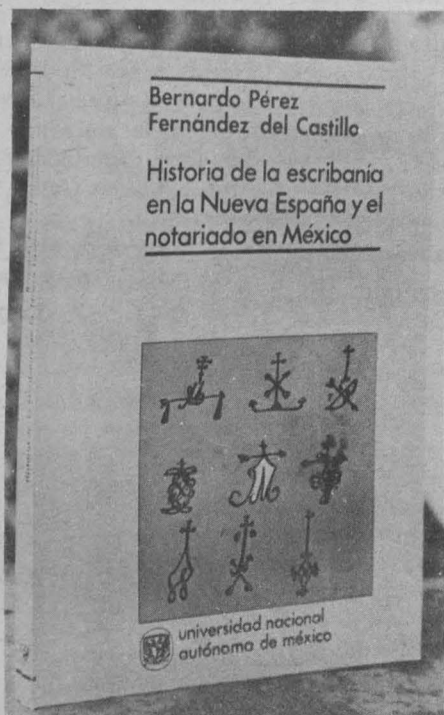 Bernardo Pérez
Fernández del Castillo
Historia de la escribanía
en la Nueva España y el
notariado en México
universidad nacional
autónoma de méxico